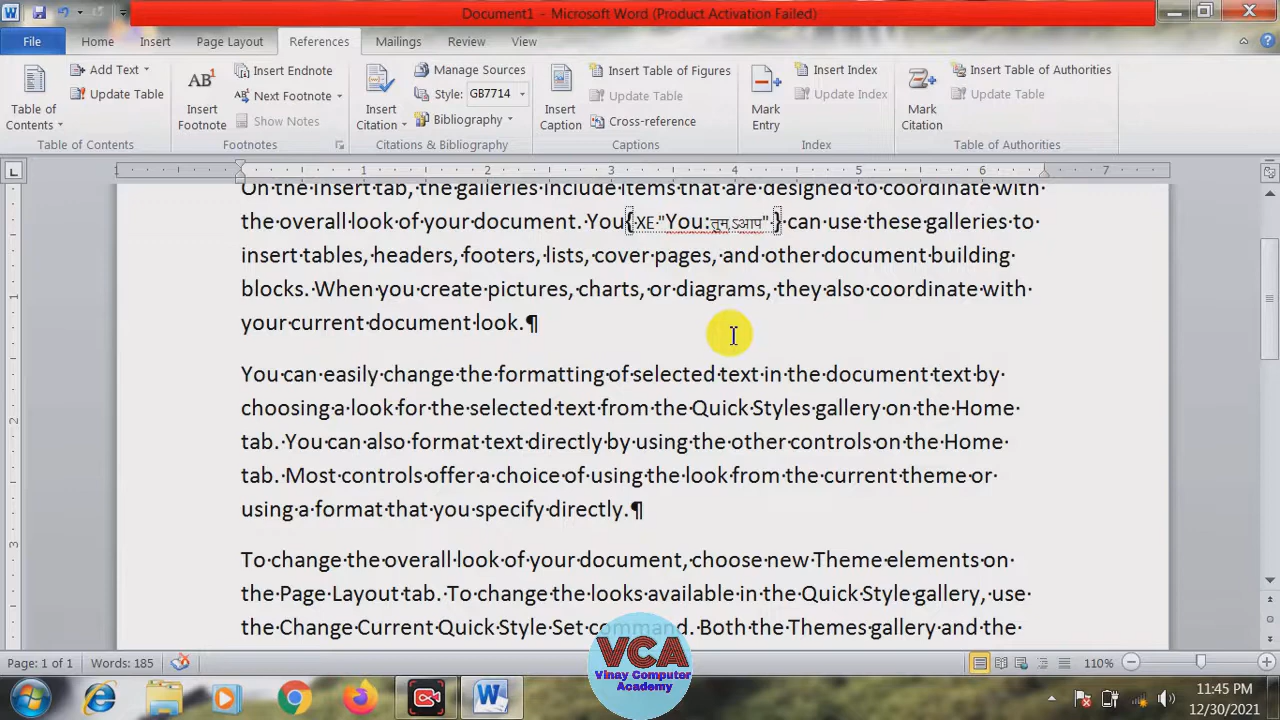 Document1 - Microsoft Word (Product Activation Failed)
File Home Insert Page Layout References Mailings Review View
Table of Contents
Add Text
Update Table
Table of Contents
AB1
Insert Footnote
Insert Endnote
Next Footnote
Show Notes
Footnotes
Insert Citation
Manage Sources
Style: GB7714
Bibliography
Citations & Bibliography
Insert Caption
Insert Table of Figures
Update Table
Cross-reference
Captions
Mark Entry
Insert Index
Update Index
Index
Mark Citation
Insert Table of Authorities
Update Table
Table of Authorities
1 1 2 3 4 5 6 7
On·the·insert·tab,·the·galleries·include·items·that·are·designed·to·coordinate·with·
the·overall·look·of·your·document.·You{·XE·"You:तुम,ऽआप"·}·can·use·these·galleries·to·
insert·tables,·headers,·footers,·lists,·cover·pages,·and·other·document·building·
blocks.·When·you·create·pictures,·charts,·or·diagrams,·they·also·coordinate·with·
your·current·document·look.¶
You·can·easily·change·the·formatting·of·selected·text·in·the·document·text·by·
choosing·a·look·for·the·selected·text·from·the·Quick·Styles·gallery·on·the·Home·
tab.·You·can·also·format·text·directly·by·using·the·other·controls·on·the·Home·
tab.·Most·controls·offer·a·choice·of·using·the·look·from·the·current·theme·or·
using·a·format·that·you·specify·directly.¶
To·change·the·overall·look·of·your·document,·choose·new·Theme·elements·on·
the·Page·Layout·tab.·To·change·the·looks·available·in·the·Quick·Style·gallery,·use·
the·Change·Current·Quick·Style·Set·command.·Both·the·Themes·gallery·and·the·
1
2
3
VCA
Vinay Computer
Academy
Page: 1 of 1 Words: 185 110%
11:45 PM
12/30/2021